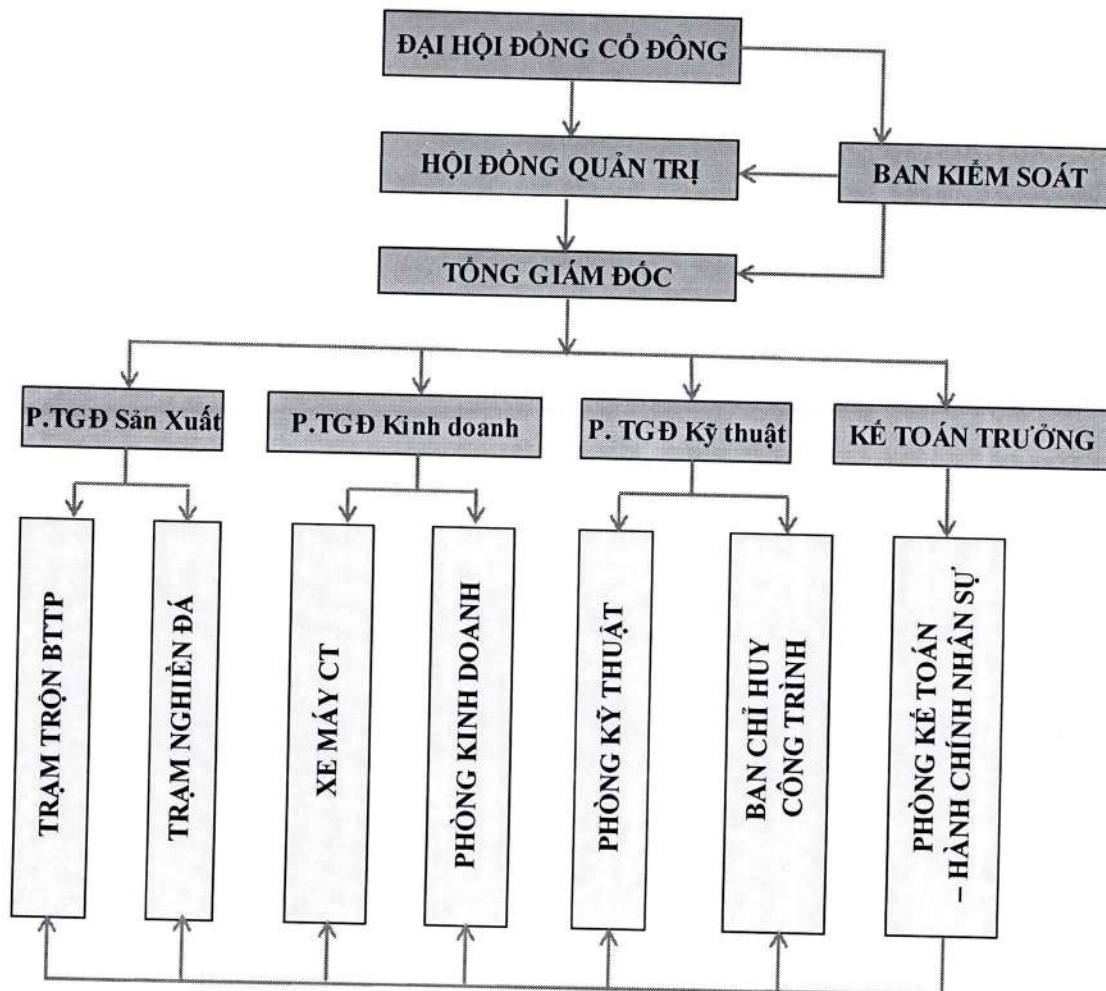 ĐẠI HỘI ĐỒNG CỔ ĐÔNG
HỘI ĐỒNG QUẢN TRỊ
BAN KIỂM SOÁT
TỔNG GIÁM ĐỐC
P.TGĐ Sản Xuất
P.TGĐ Kinh doanh
P. TGĐ Kỹ thuật
KẾ TOÁN TRƯỞNG
TRẠM TRỘN BTTP
TRẠM NGHIỀN ĐÁ
XE MÁY CT
PHÒNG KINH DOANH
PHÒNG KỸ THUẬT
BAN CHỈ HUY
CÔNG TRÌNH
PHÒNG KẾ TOÁN
– HÀNH CHÍNH NHÂN SỰ